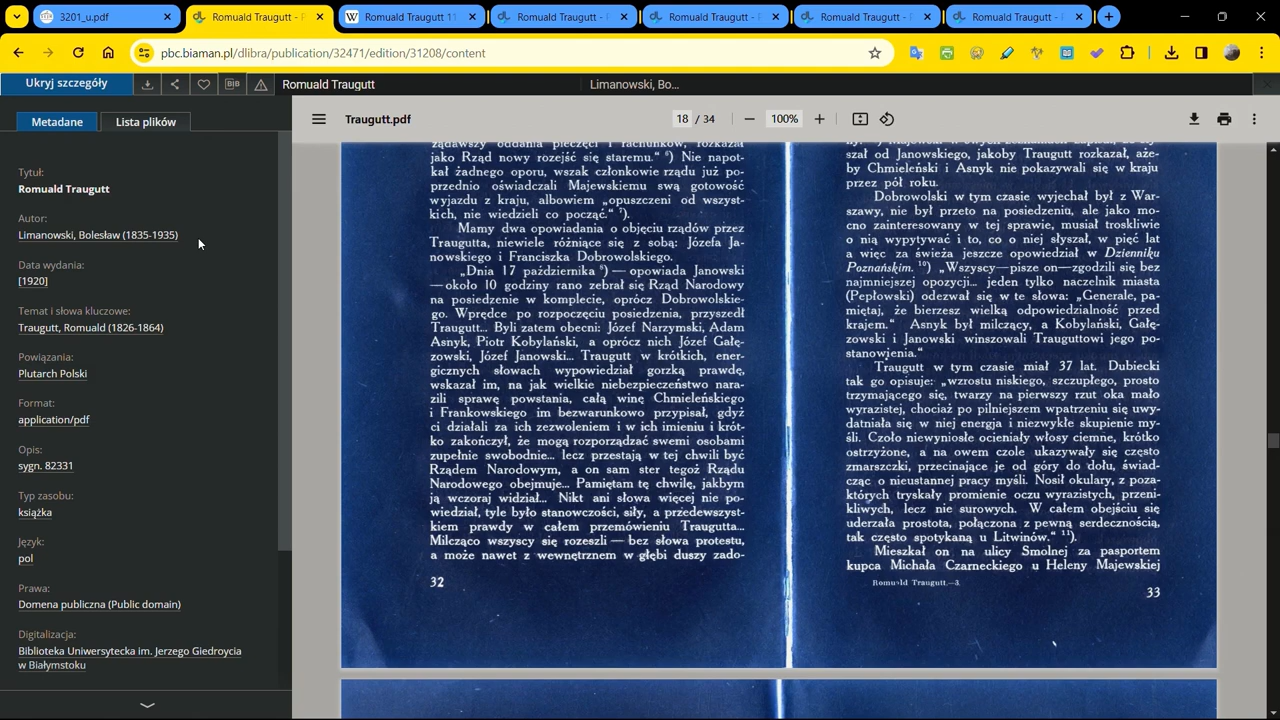 3201_u.pdf
Romuald Traugutt - F
Romuald Traugutt 11
Romuald Traugutt - F
Romuald Traugutt - F
Romuald Traugutt - F
Romuald Traugutt - F
pbc.biaman.pl/dlibra/publication/32471/edition/31208/content
Ukryj szczegóły
BIB
Romuald Traugutt
Limanowski, Bo...
Metadane
Lista plików
Tytuł:
Romuald Traugutt
Autor:
Limanowski, Bolesław (1835-1935)
Data wydania:
[1920]
Temat i słowa kluczowe:
Traugutt, Romuald (1826-1864)
Powiązania:
Plutarch Polski
Format:
application/pdf
Opis:
sygn. 82331
Typ zasobu:
książka
Język:
pol
Prawa:
Domena publiczna (Public domain)
Digitalizacja:
Biblioteka Uniwersytecka im. Jerzego Giedroycia
w Białymstoku
Traugutt.pdf
18 / 34
100%
żądawszy oddania pieczęci i rachunków, rozkazał
jako Rząd nowy rozejść się staremu." ⁶) Nie napot-
kał żadnego oporu, wszak członkowie rządu już po-
przednio oświadczali Majewskiemu swą gotowość
wyjazdu z kraju, albowiem „opuszczeni od wszyst-
kich, nie wiedzieli co począć." ⁷).
Mamy dwa opowiadania o objęciu rządów przez
Traugutta, niewiele różniące się z sobą: Józefa Ja-
nowskiego i Franciszka Dobrowolskiego.
„Dnia 17 października ⁸) — opowiada Janowski
—około 10 godziny rano zebrał się Rząd Narodowy
na posiedzenie w komplecie, oprócz Dobrowolskie-
go. Wprędce po rozpoczęciu posiedzenia, przyszedł
Traugutt... Byli zatem obecni: Józef Narzymski, Adam
Asnyk, Piotr Kobylański, a oprócz nich Józef Gałę-
zowski, Józef Janowski... Traugutt w krótkich, ener-
gicznych słowach wypowiedział gorzką prawdę,
wskazał im, na jak wielkie niebezpieczeństwo nara-
zili sprawę powstania, całą winę Chmieleńskiego
i Frankowskiego im bezwarunkowo przypisał, gdyż
ci działali za ich zezwoleniem i w ich imieniu i krót-
ko zakończył, że mogą rozporządzać swemi osobami
zupełnie swobodnie... lecz przestają w tej chwili być
Rządem Narodowym, a on sam ster tegoż Rządu
Narodowego obejmuje... Pamiętam tę chwilę, jakbym
ją wczoraj widział... Nikt ani słowa więcej nie po-
wiedział, tyle było stanowczości, siły, a przedewszyst-
kiem prawdy w całem przemówieniu Traugutta...
Milcząco wszyscy się rozeszli — bez słowa protestu,
a może nawet z wewnętrznem w głębi duszy zado-
32
szał od Janowskiego, jakoby Traugutt rozkazał, aże-
by Chmieleński i Asnyk nie pokazywali się w kraju
przez pół roku.
Dobrowolski w tym czasie wyjechał był z War-
szawy, nie był przeto na posiedzeniu, ale jako mo-
cno zainteresowany w tej sprawie, musiał troskliwie
o nią wypytywać i to, co o niej słyszał, w pięć lat
a więc za świeża jeszcze opowiedział w Dzienniku
Poznańskim. ¹⁰) „Wszyscy—pisze on—zgodzili się bez
najmniejszej opozycji... jeden tylko naczelnik miasta
(Pepłowski) odezwał się w te słowa: „Generale, pa-
miętaj, że bierzesz wielką odpowiedzialność przed
krajem." Asnyk był milczący, a Kobylański, Gałę-
zowski i Janowski winszowali Trauguttowi jego po-
stanowienia."
Traugutt w tym czasie miał 37 lat. Dubiecki
tak go opisuje: „wzrostu niskiego, szczupłego, prosto
trzymającego się, twarzy na pierwszy rzut oka mało
wyrazistej, chociaż po pilniejszem wpatrzeniu się uwy-
datniała się w niej energja i niezwykłe skupienie my-
śli. Czoło niewyniosłe ocieniały włosy ciemne, krótko
ostrzyżone, a na owem czole ukazywały się często
zmarszczki, przecinające je od góry do dołu, świad-
cząc o nieustannej pracy myśli. Nosił okulary, z poza-
których tryskały promienie oczu wyrazistych, przeni-
kliwych, lecz nie surowych. W całem obejściu się
uderzała prostota, połączona z pewną serdecznością,
tak często spotykaną u Litwinów." ¹¹).
Mieszkał on na ulicy Smolnej za pasportem
kupca Michała Czarneckiego u Heleny Majewskiej
Romuald Traugutt.—3.
33